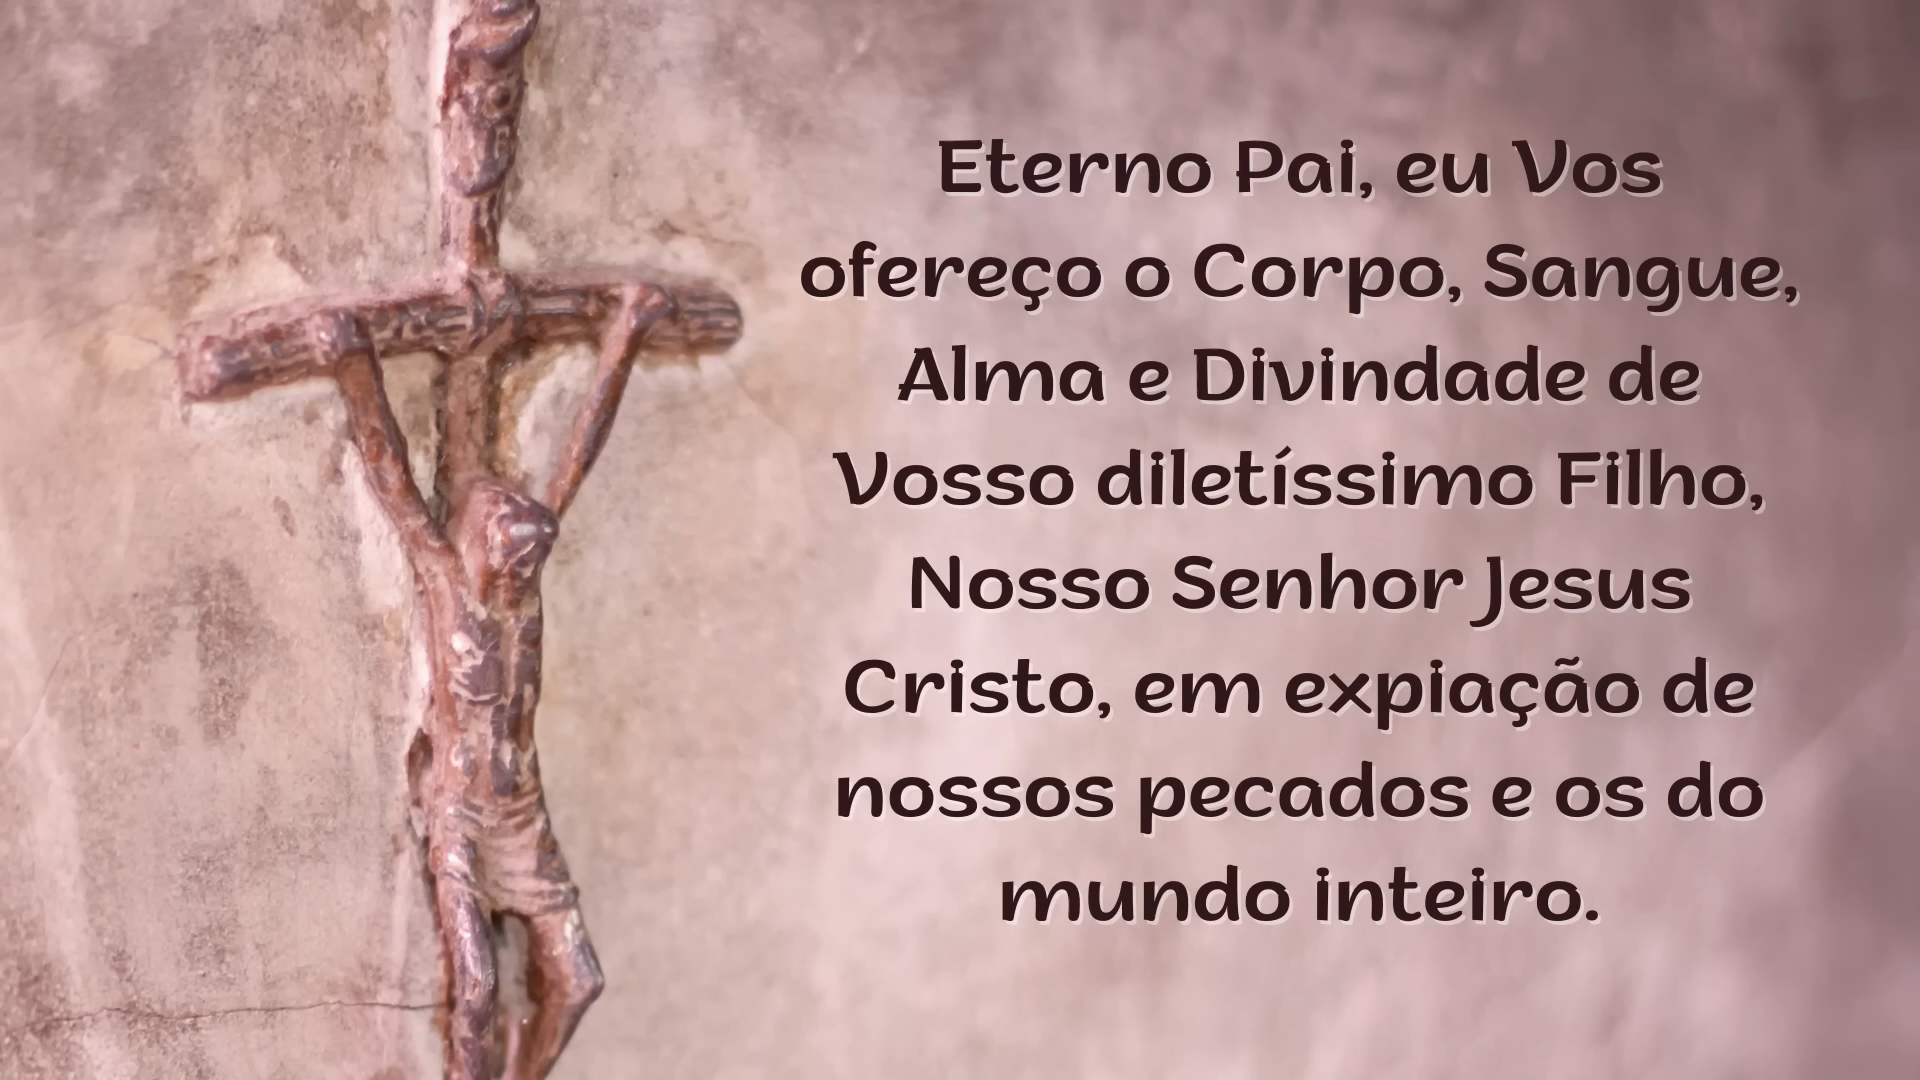 Eterno Pai, eu Vos
ofereço o Corpo, Sangue,
Alma e Divindade de
Vosso diletíssimo Filho,
Nosso Senhor Jesus
Cristo, em expiação de
nossos pecados e os do
mundo inteiro.